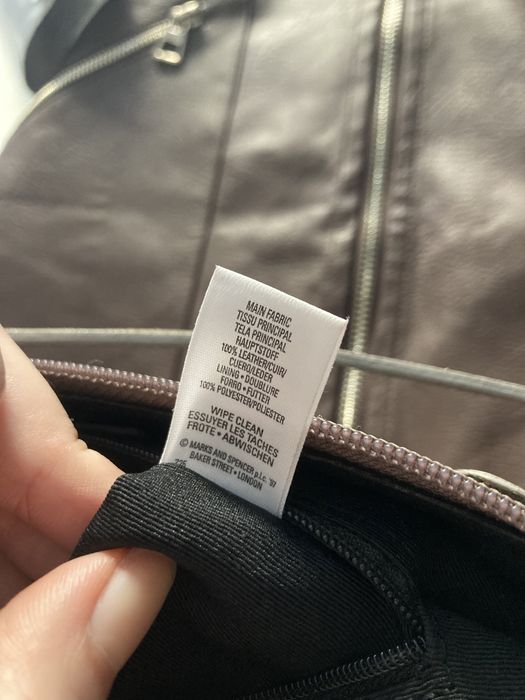 MAIN FABRIC
TISSU PRINCIPAL
TELA PRINCIPAL
HAUPTSTOFF
100% LEATHER/CUIR/
CUERO/LEDER
LINING • DOUBLURE
FORRO • FUTTER
100% POLYESTER/POLIESTER
WIPE CLEAN
ESSUYER LES TACHES
FROTE • ABWISCHEN
© MARKS AND SPENCER p.l.c. '97
BAKER STREET • LONDON